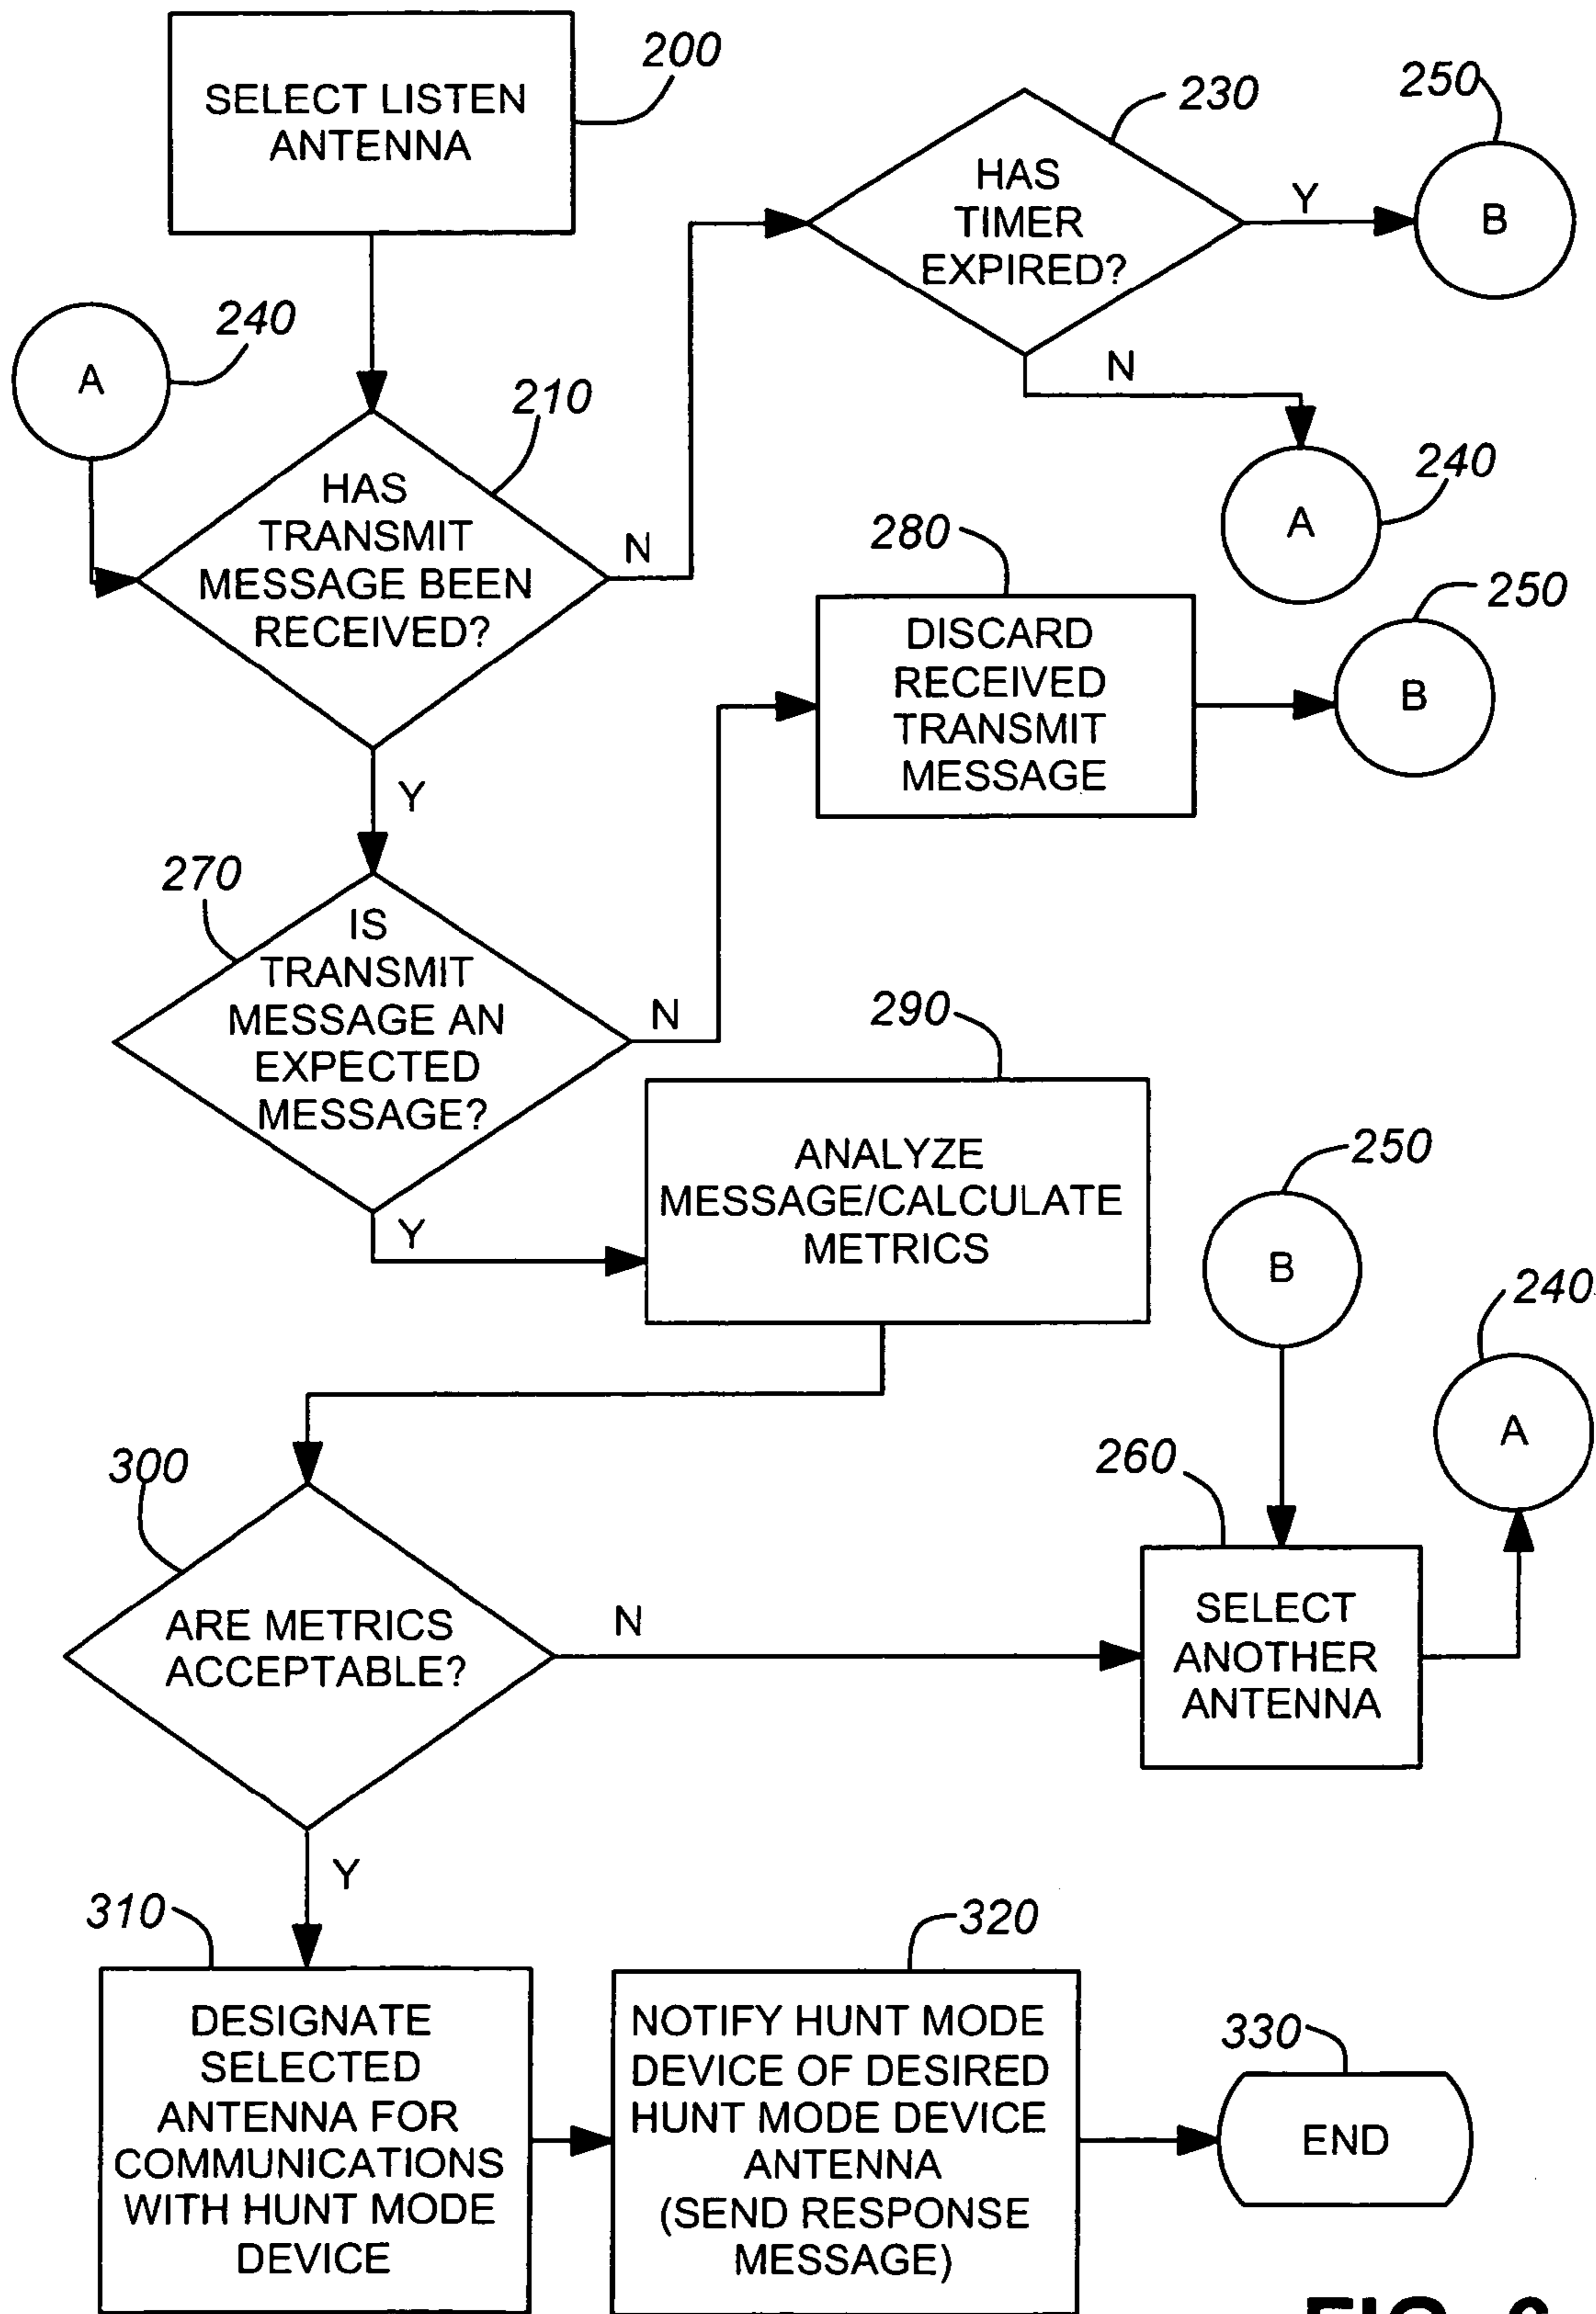 SELECT LISTEN
ANTENNA
200
HAS
TIMER
EXPIRED?
230
Y
B
250
N
A
240
A
240
HAS
TRANSMIT
MESSAGE BEEN
RECEIVED?
210
N
Y
DISCARD
RECEIVED
TRANSMIT
MESSAGE
280
B
250
IS
TRANSMIT
MESSAGE AN
EXPECTED
MESSAGE?
270
N
Y
ANALYZE
MESSAGE/CALCULATE
METRICS
290
B
250
A
240
ARE METRICS
ACCEPTABLE?
300
N
SELECT
ANOTHER
ANTENNA
260
Y
DESIGNATE
SELECTED
ANTENNA FOR
COMMUNICATIONS
WITH HUNT MODE
DEVICE
310
NOTIFY HUNT MODE
DEVICE OF DESIRED
HUNT MODE DEVICE
ANTENNA
(SEND RESPONSE
MESSAGE)
320
END
330
FIG.